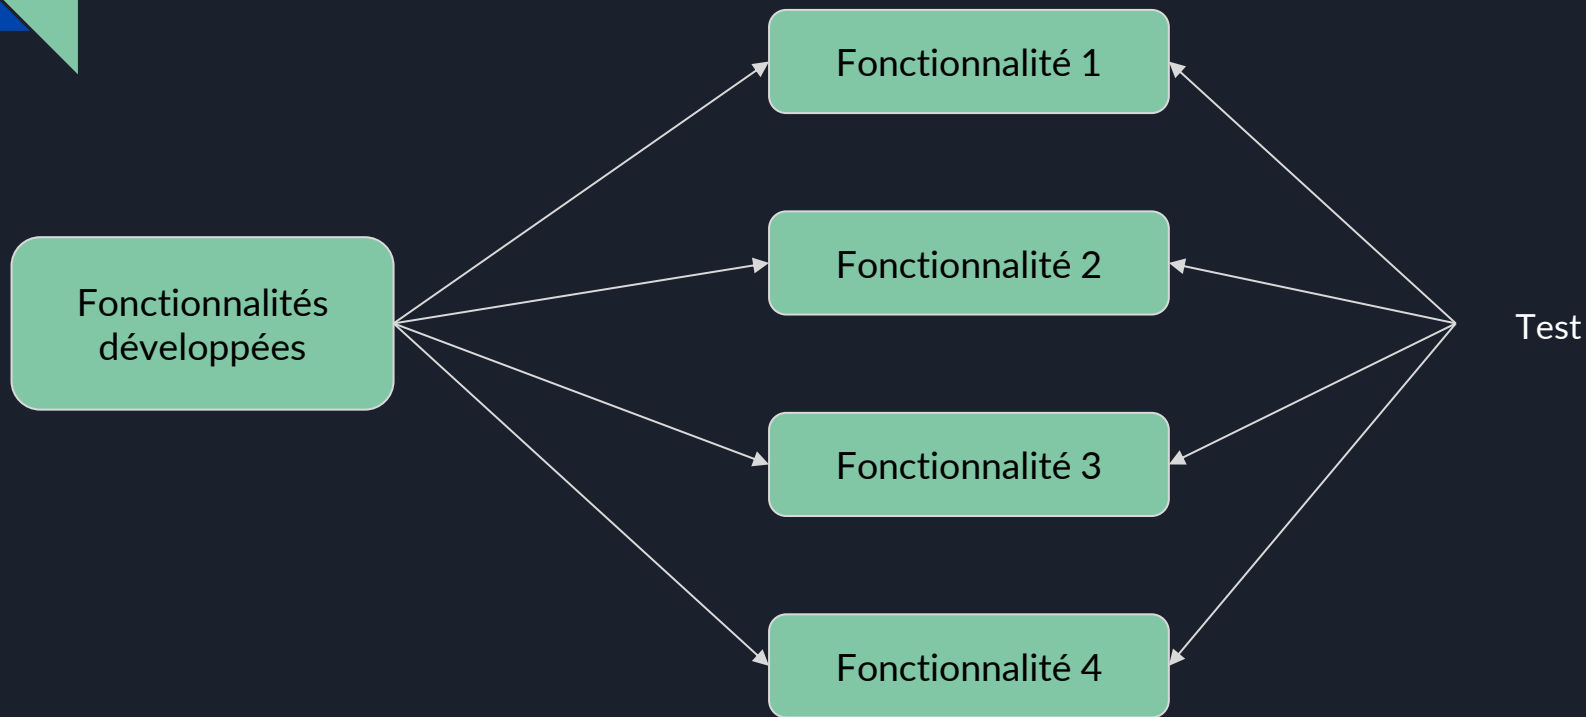 Fonctionnalité 1
Fonctionnalité 2
Fonctionnalités
développées
Test
Fonctionnalité 3
Fonctionnalité 4